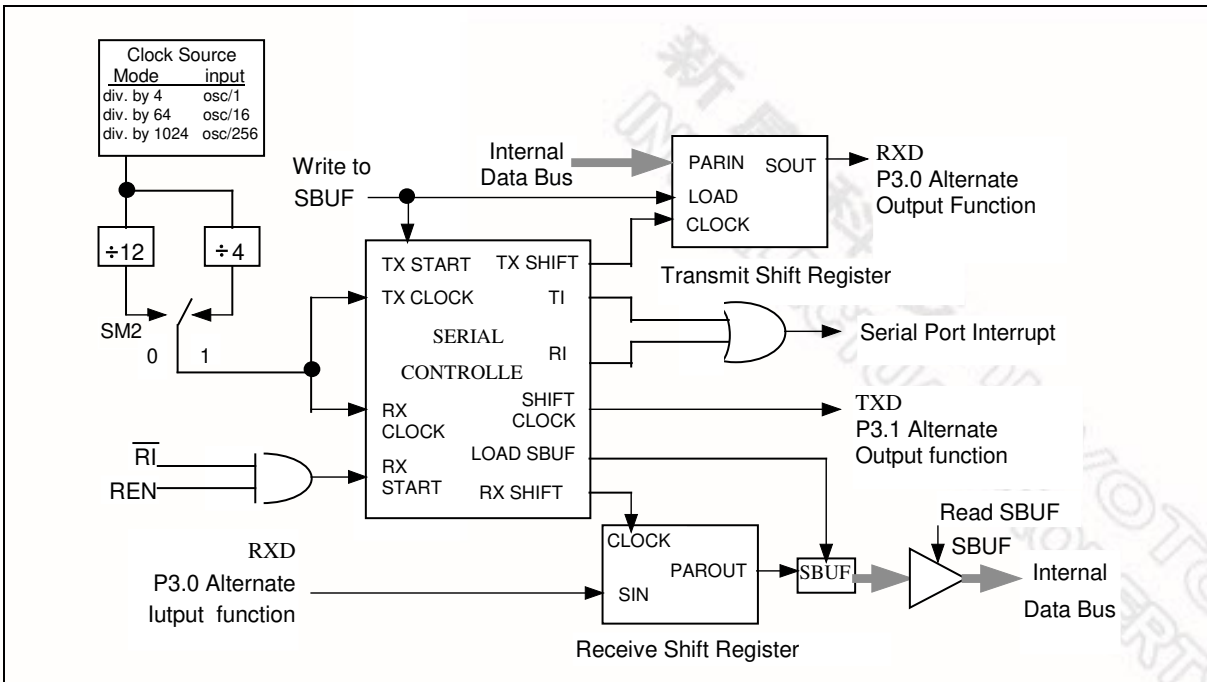 Clock Source
Mode input
div. by 4 osc/1
div. by 64 osc/16
div. by 1024 osc/256
÷12
÷4
SM2
0 1
Write to
SBUF
Internal
Data Bus
PARIN
SOUT
LOAD
CLOCK
RXD
P3.0 Alternate
Output Function
Transmit Shift Register
TX START
TX SHIFT
TX CLOCK
TI
SERIAL
RI
CONTROLLE
SHIFT
CLOCK
RX
CLOCK
LOAD SBUF
RX
START
RX SHIFT
Serial Port Interrupt
TXD
P3.1 Alternate
Output function
R̅I̅
REN
RXD
P3.0 Alternate
Iutput function
CLOCK
PAROUT
SIN
Receive Shift Register
SBUF
Read SBUF
SBUF
Internal
Data Bus